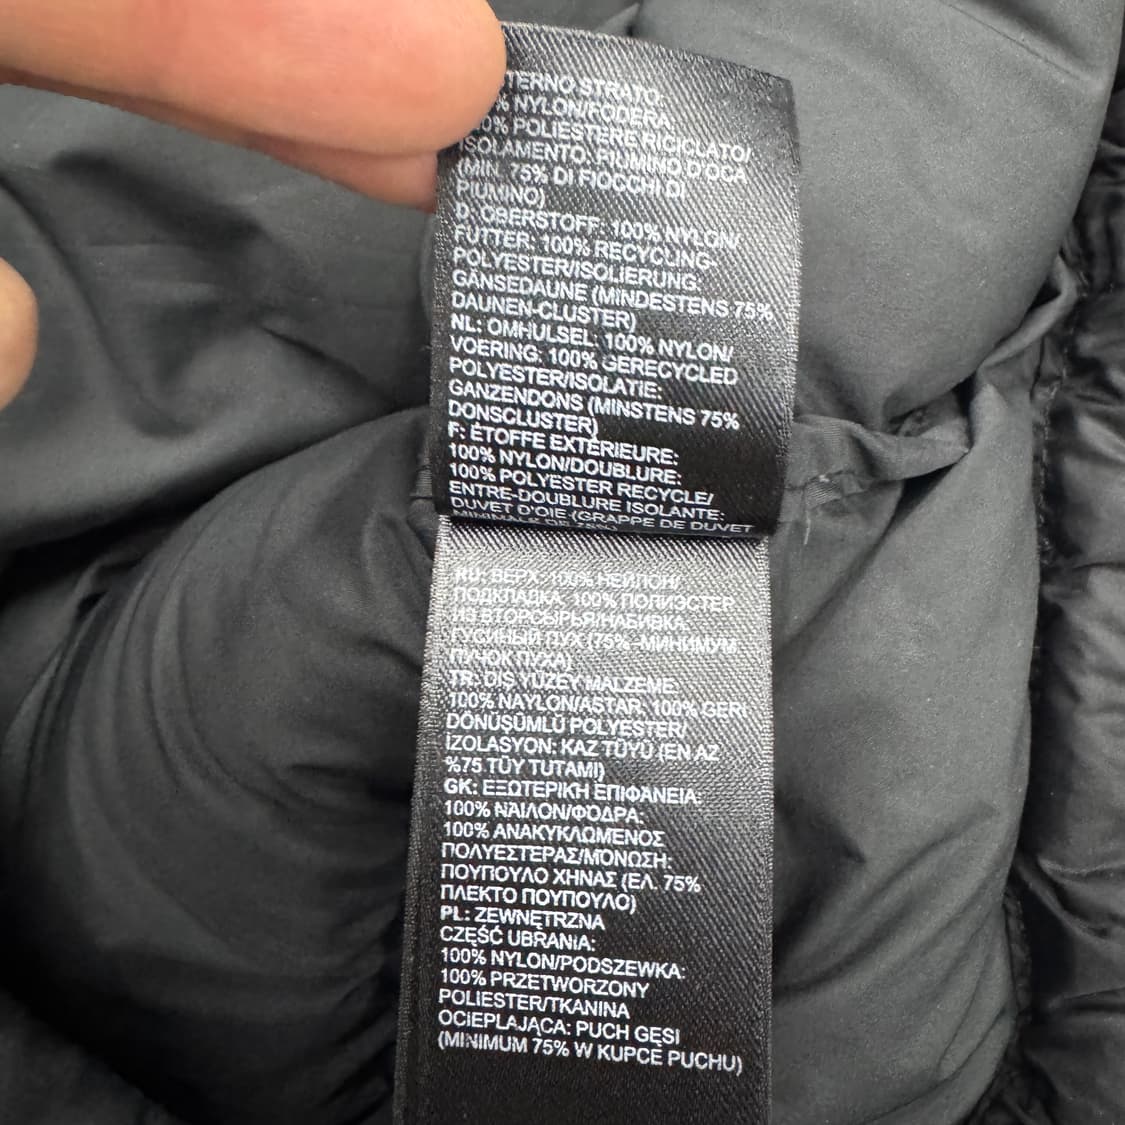 TERNO STRATO:
% NYLON/FODERA:
00% POLIESTERE RICICLATO/
ISOLAMENTO: PIUMINO D'OCA
(MIN. 75% DI FIOCCHI DI
PIUMINO)
D: OBERSTOFF: 100% NYLON/
FUTTER: 100% RECYCLING-
POLYESTER/ISOLIERUNG:
GÄNSEDAUNE (MINDESTENS 75%
DAUNEN-CLUSTER)
NL: OMHULSEL: 100% NYLON/
VOERING: 100% GERECYCLED
POLYESTER/ISOLATIE:
GANZENDONS (MINSTENS 75%
DONSCLUSTER)
F: ÉTOFFE EXTÉRIEURE:
100% NYLON/DOUBLURE:
100% POLYESTER RECYCLE/
ENTRE-DOUBLURE ISOLANTE:
DUVET D'OIE (GRAPPE DE DUVET
MINIMALE DE 75%)
RU: ВЕРХ: 100% НЕЙЛОН/
ПОДКЛАДКА: 100% ПОЛИЭСТЕР
ИЗ ВТОРСЫРЬЯ/НАБИВКА:
ГУСИНЫЙ ПУХ (75%-МИНИМУМ
ПУЧОК ПУХА)
TR: DIŞ YÜZEY MALZEME:
100% NAYLON/ASTAR: 100% GERİ
DÖNÜŞÜMLÜ POLYESTER/
İZOLASYON: KAZ TÜYÜ (EN AZ
%75 TÜY TUTAMI)
GK: ΕΞΩΤΕΡΙΚΗ ΕΠΙΦΑΝΕΙΑ:
100% ΝΑΙΛΟΝ/ΦΟΔΡΑ:
100% ΑΝΑΚΥΚΛΩΜΕΝΟΣ
ΠΟΛΥΕΣΤΕΡΑΣ/ΜΟΝΩΣΗ:
ΠΟΥΠΟΥΛΟ ΧΗΝΑΣ (ΕΛ. 75%
ΠΛΕΚΤΟ ΠΟΥΠΟΥΛΟ)
PL: ZEWNĘTRZNA
CZĘŚĆ UBRANIA:
100% NYLON/PODSZEWKA:
100% PRZETWORZONY
POLIESTER/TKANINA
OCIEPLAJĄCA: PUCH GĘSI
(MINIMUM 75% W KUPCE PUCHU)